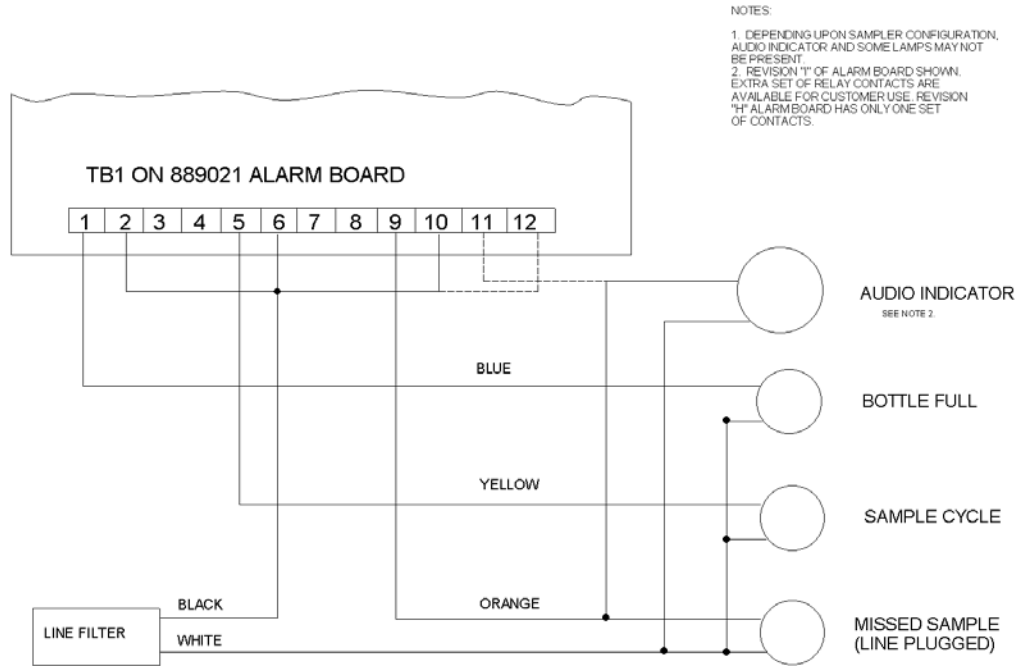 NOTES:
1. DEPENDING UPON SAMPLER CONFIGURATION,
AUDIO INDICATOR AND SOME LAMPS MAY NOT
BE PRESENT.
2. REVISION "I" OF ALARM BOARD SHOWN.
EXTRA SET OF RELAY CONTACTS ARE
AVAILABLE FOR CUSTOMER USE. REVISION
"H" ALARM BOARD HAS ONLY ONE SET
OF CONTACTS.
TB1 ON 889021 ALARM BOARD
1 2 3 4 5 6 7 8 9 10 11 12
AUDIO INDICATOR
SEE NOTE 2.
BLUE
BOTTLE FULL
YELLOW
SAMPLE CYCLE
BLACK
ORANGE
LINE FILTER
WHITE
MISSED SAMPLE
(LINE PLUGGED)